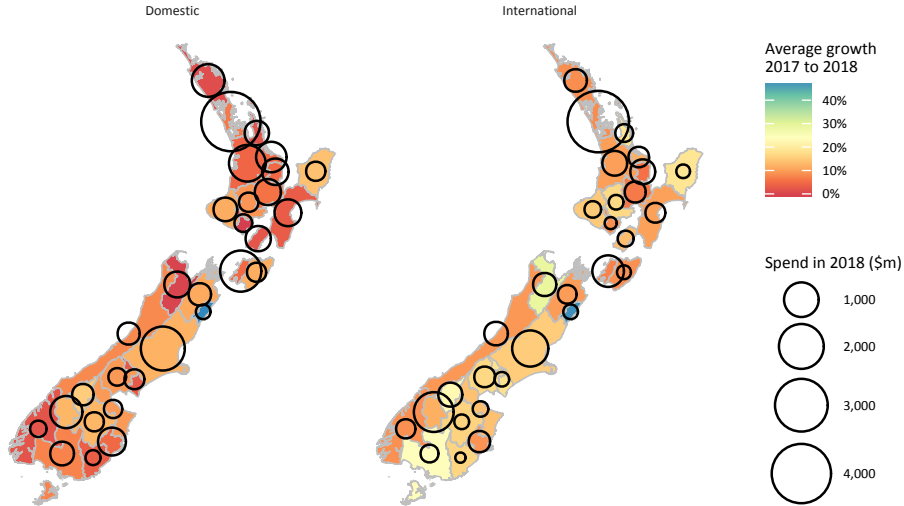 Domestic
International
Average growth
2017 to 2018
40%
30%
20%
10%
0%
Spend in 2018 ($m)
1,000
2,000
3,000
4,000